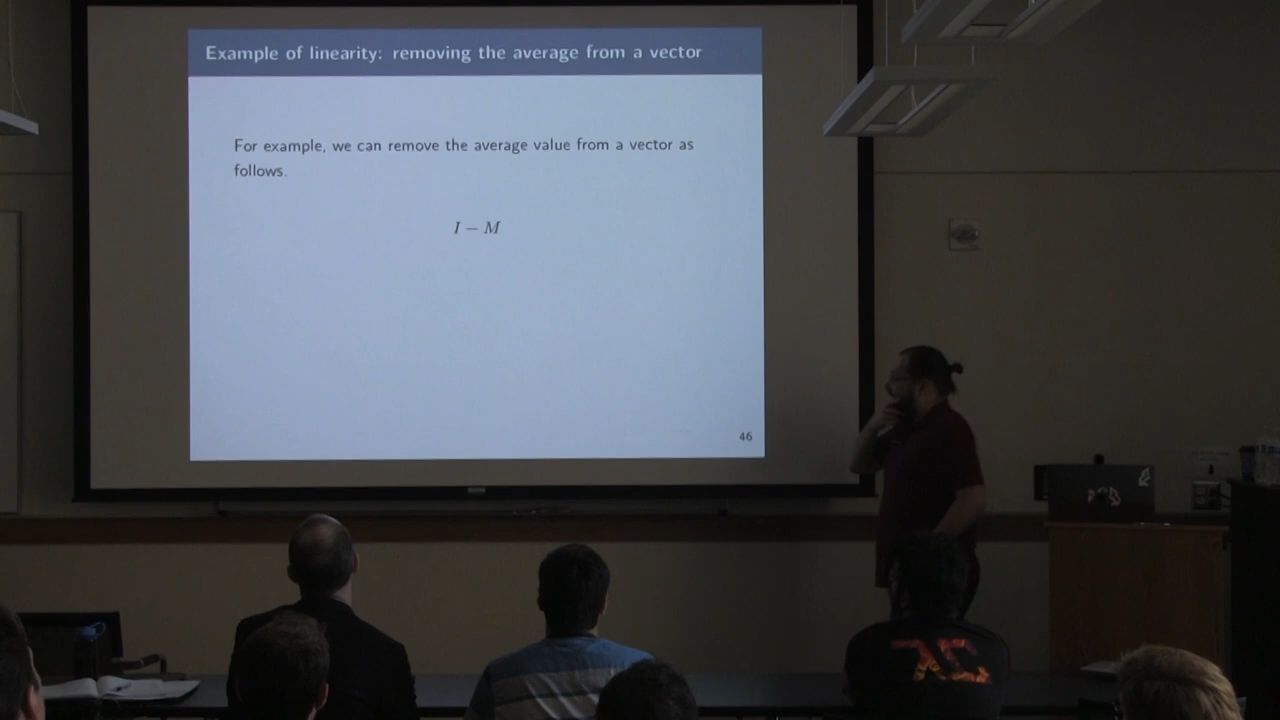 Example of linearity: removing the average from a vector
For example, we can remove the average value from a vector as
follows.
I − M
46